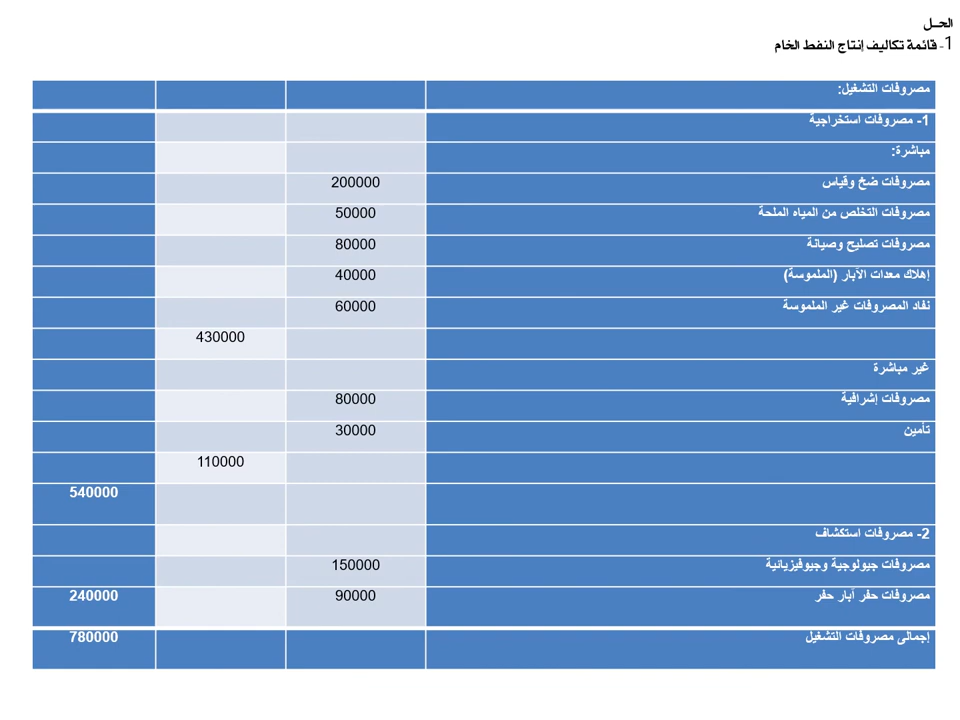 الحــل
1- قائمة تكاليف إنتاج النفط الخام
مصروفات التشغيل:
1- مصروفات استخراجية
مباشرة:
مصروفات ضخ وقياس 200000
مصروفات التخلص من المياه الملحة 50000
مصروفات تصليح وصيانة 80000
إهلاك معدات الآبار (الملموسة) 40000
نفاد المصروفات غير الملموسة 60000
430000
غير مباشرة
مصروفات إشرافية 80000
تأمين 30000
110000
540000
2- مصروفات استكشاف
مصروفات جيولوجية وجيوفيزيائية 150000
مصروفات حفر آبار حفر 90000 240000
إجمالى مصروفات التشغيل 780000